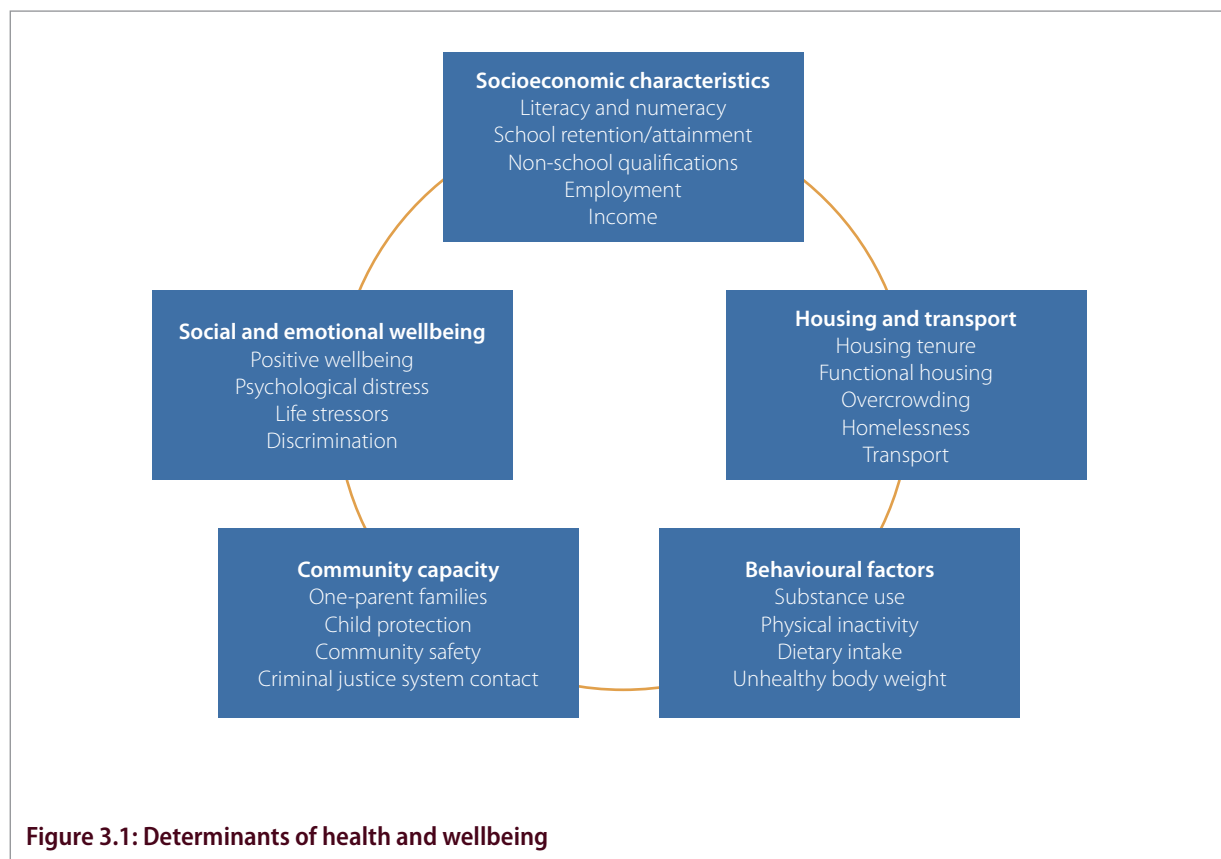 Socioeconomic characteristics
Literacy and numeracy
School retention/attainment
Non-school qualifications
Employment
Income
Social and emotional wellbeing
Positive wellbeing
Psychological distress
Life stressors
Discrimination
Housing and transport
Housing tenure
Functional housing
Overcrowding
Homelessness
Transport
Community capacity
One-parent families
Child protection
Community safety
Criminal justice system contact
Behavioural factors
Substance use
Physical inactivity
Dietary intake
Unhealthy body weight
Figure 3.1: Determinants of health and wellbeing